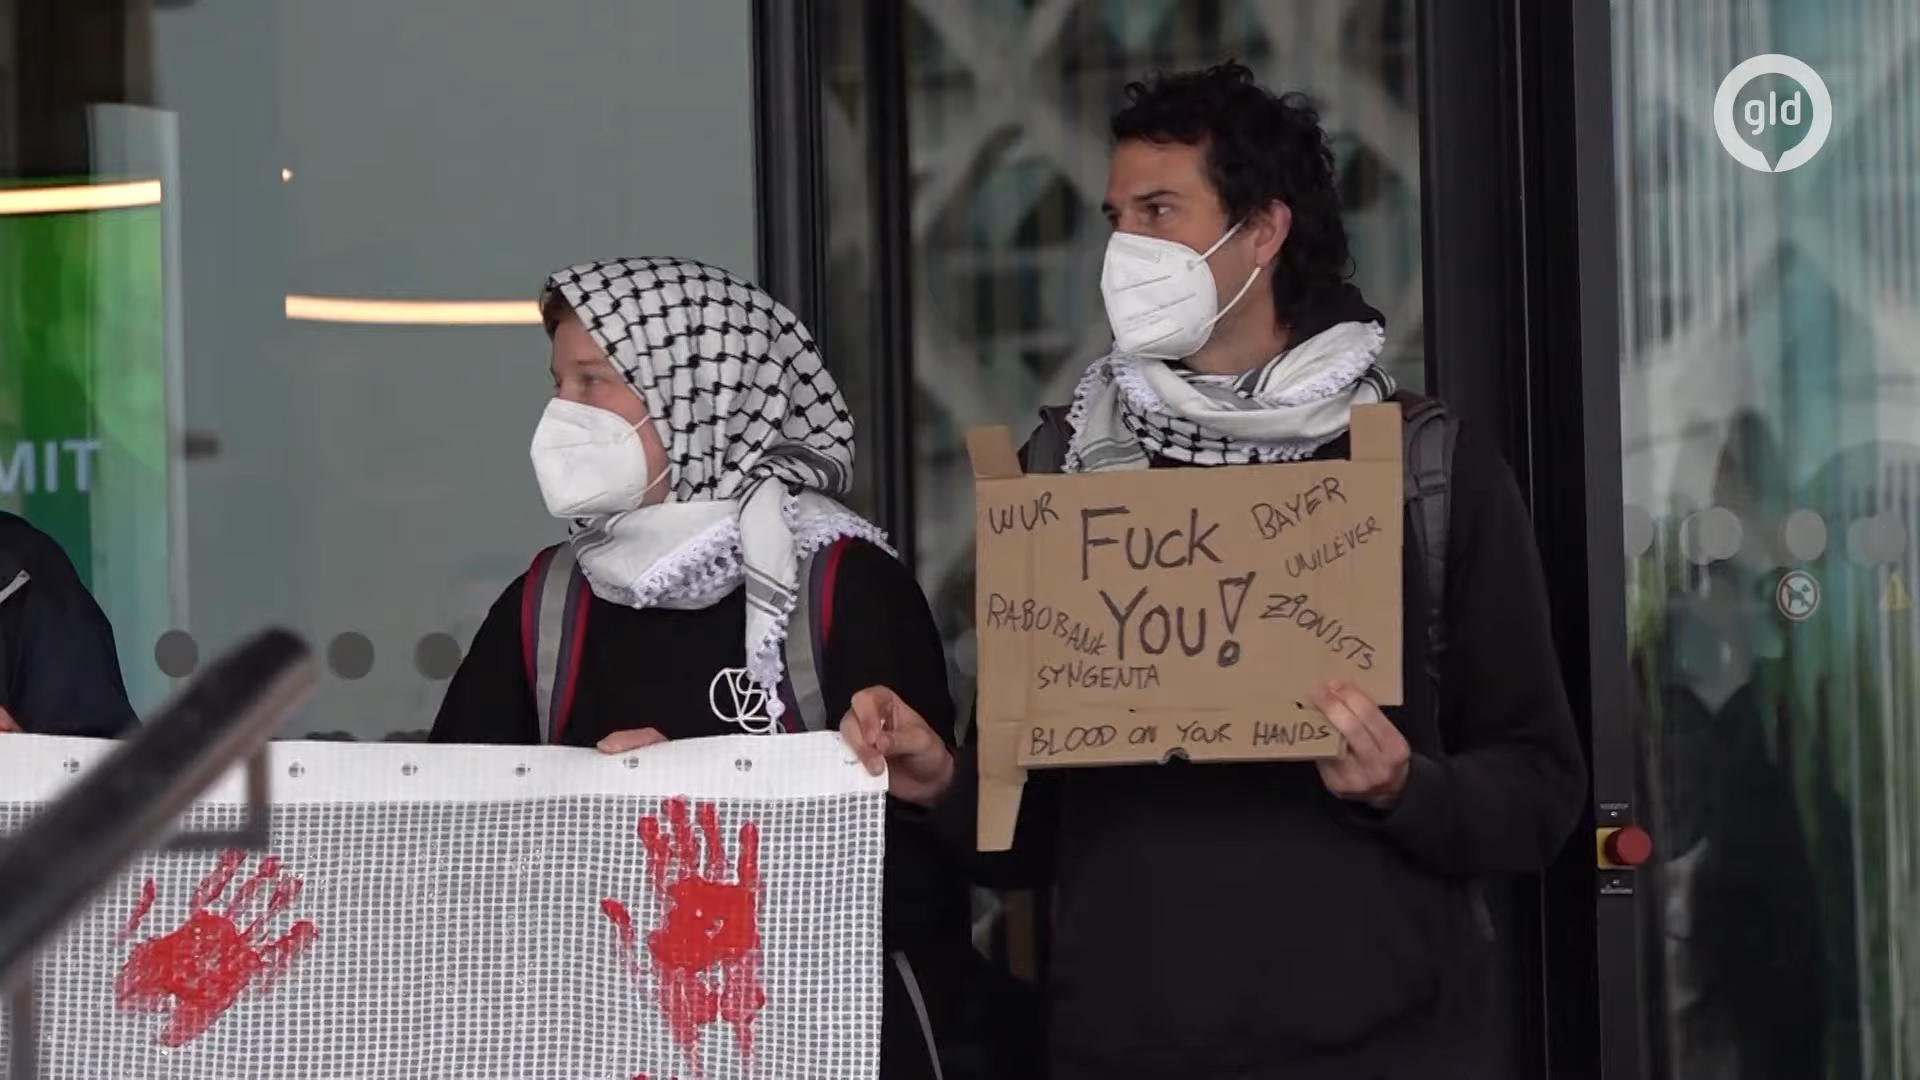 gld
MIT
WUR
BAYER
FUCK
UNILEVER
YOU!
RABOBANK
ZIONISTS
SYNGENTA
BLOOD ON YOUR HANDS